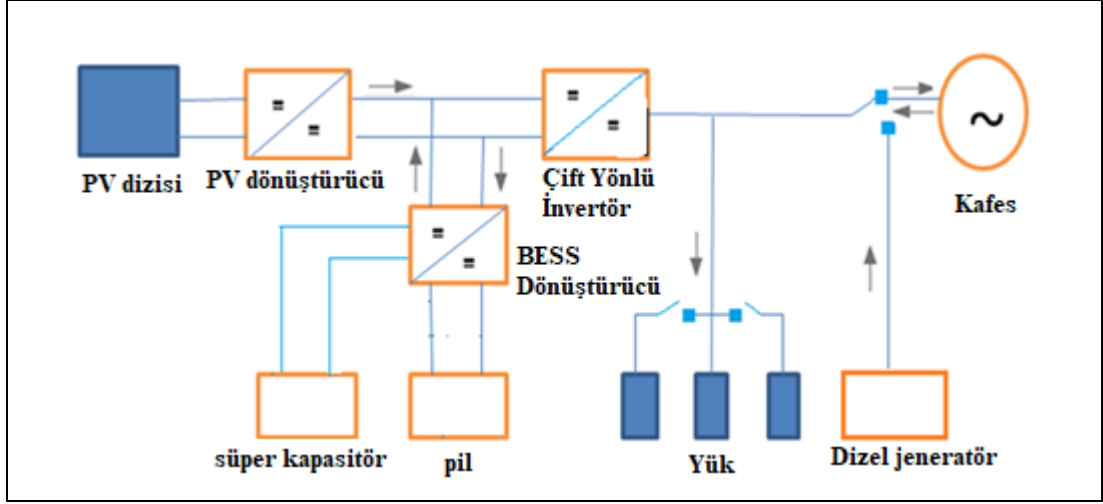 PV dizisi
PV dönüştürücü
Çift Yönlü
İnvertör
Kafes
BESS
Dönüştürücü
süper kapasitör
pil
Yük
Dizel jeneratör